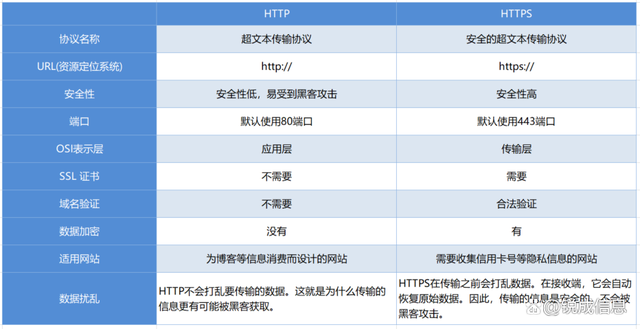 HTTP HTTPS
协议名称 超文本传输协议 安全的超文本传输协议
URL(资源定位系统) http:// https://
安全性 安全性低，易受到黑客攻击 安全性高
端口 默认使用80端口 默认使用443端口
OSI表示层 应用层 传输层
SSL 证书 不需要 需要
域名验证 不需要 合法验证
数据加密 没有 有
适用网站 为博客等信息消费而设计的网站 需要收集信用卡号等隐私信息的网站
数据扰乱
HTTP不会打乱要传输的数据。这就是为什么传输的
信息更有可能被黑客获取。
HTTPS在传输之前会打乱数据。在接收端，它会自动
恢复原始数据。因此，传输的信息是安全的，不会被
黑客攻击。
锐成信息